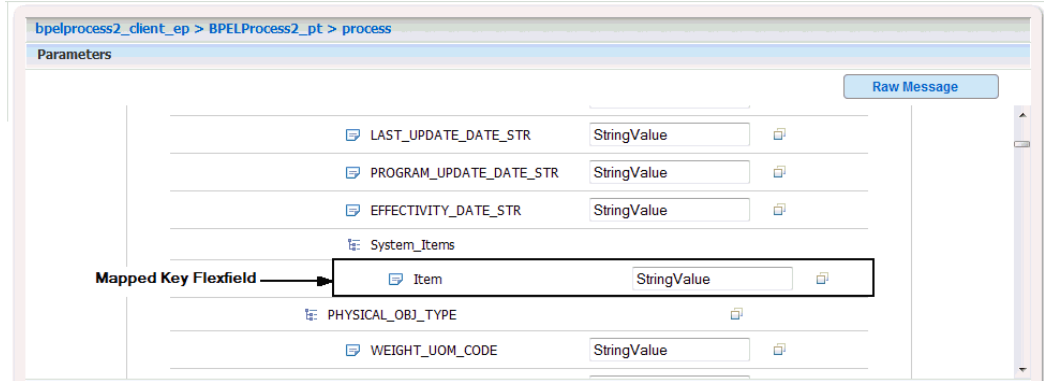 bpelprocess2_client_ep > BPELProcess2_pt > process
Parameters
Raw Message
LAST_UPDATE_DATE_STR StringValue
PROGRAM_UPDATE_DATE_STR StringValue
EFFECTIVITY_DATE_STR StringValue
System_Items
Mapped Key Flexfield Item StringValue
PHYSICAL_OBJ_TYPE
WEIGHT_UOM_CODE StringValue